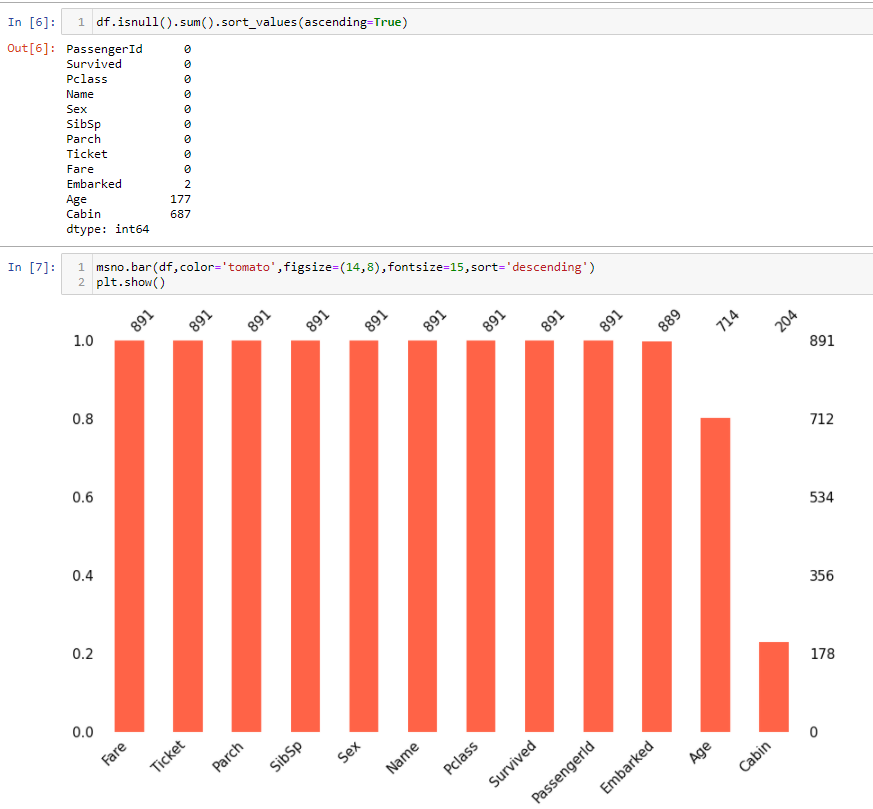 In [6]: 1 df.isnull().sum().sort_values(ascending=True)
Out[6]: PassengerId 0
Survived 0
Pclass 0
Name 0
Sex 0
SibSp 0
Parch 0
Ticket 0
Fare 0
Embarked 2
Age 177
Cabin 687
dtype: int64
In [7]: 1 msno.bar(df,color='tomato',figsize=(14,8),fontsize=15,sort='descending')
2 plt.show()
891 891 891 891 891 891 891 891 891 889 714 204
1.0 891
0.8 712
0.6 534
0.4 356
0.2 178
0.0 0
Fare Ticket Parch SibSp Sex Name Pclass Survived PassengerId Embarked Age Cabin